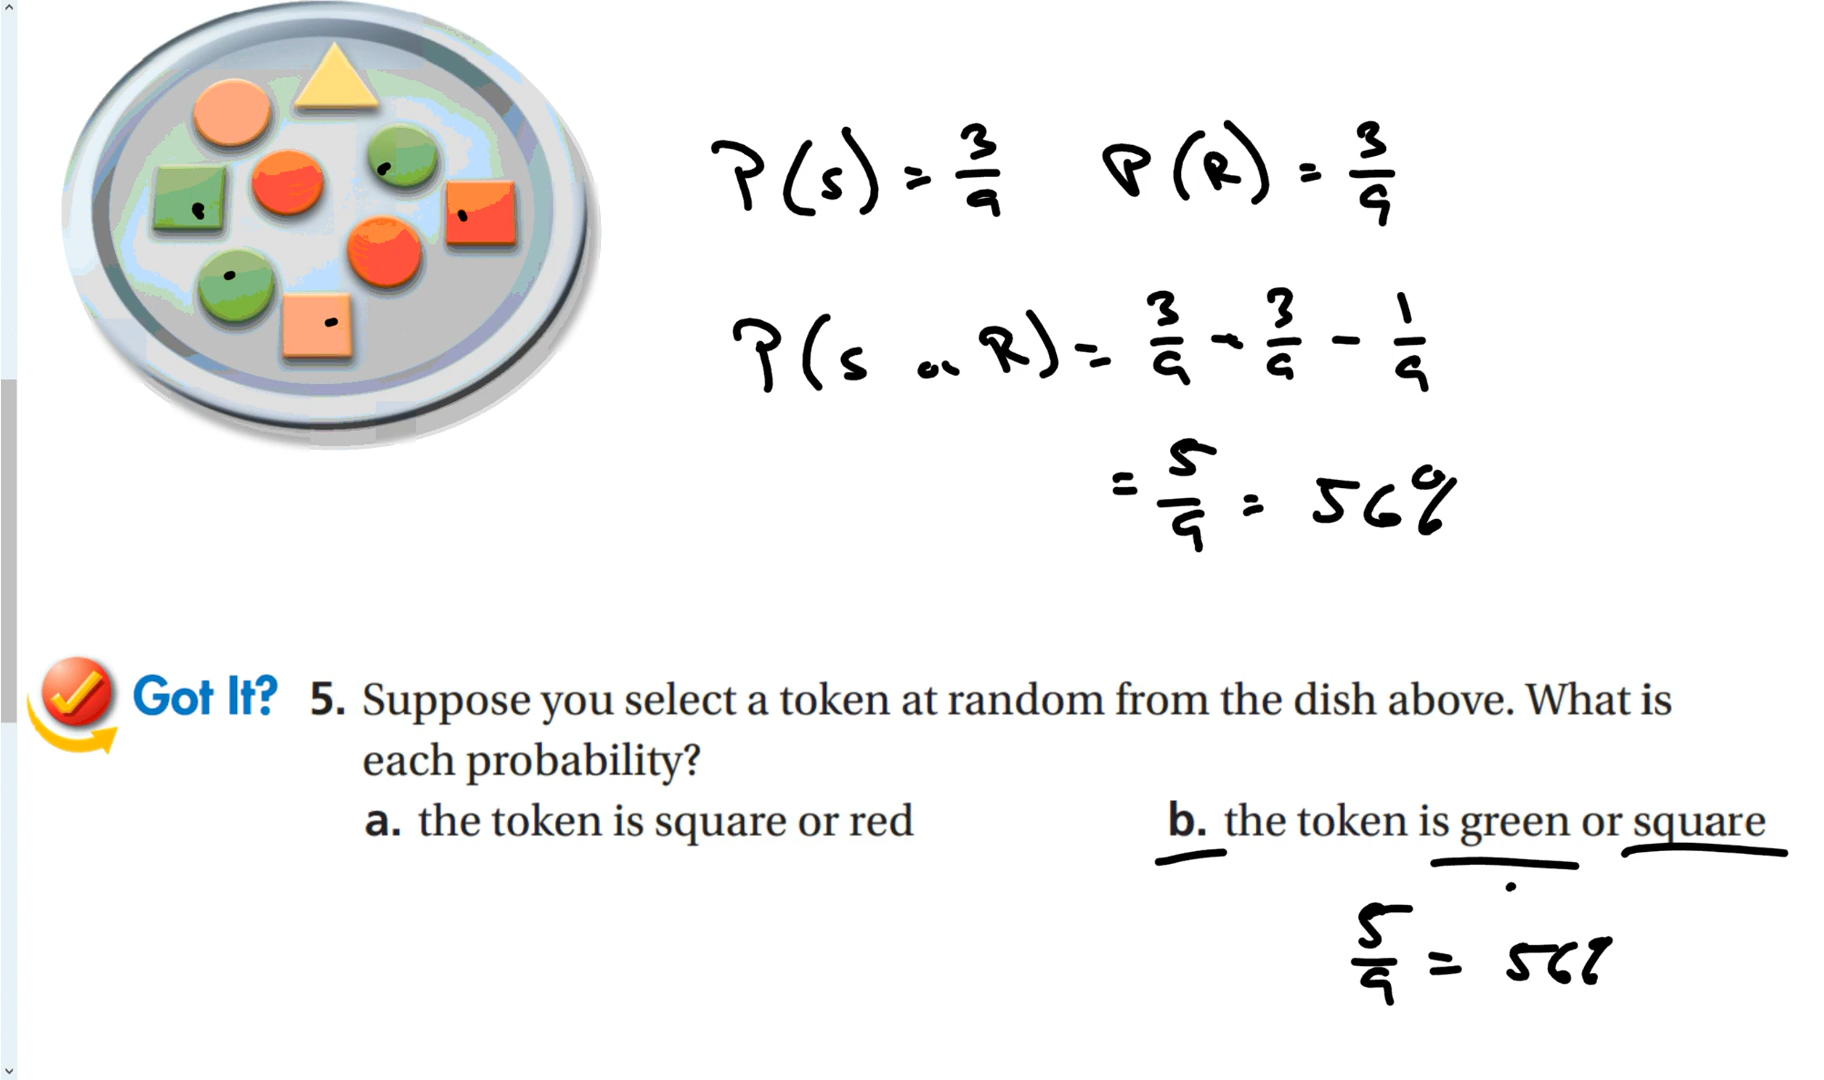 P(S) = 3/9 P(R) = 3/9
P(S or R) = 3/9 - 3/9 - 1/9
= 5/9 = 56%
Got It? 5. Suppose you select a token at random from the dish above. What is
each probability?
a. the token is square or red b. the token is green or square
5/9 = 56%